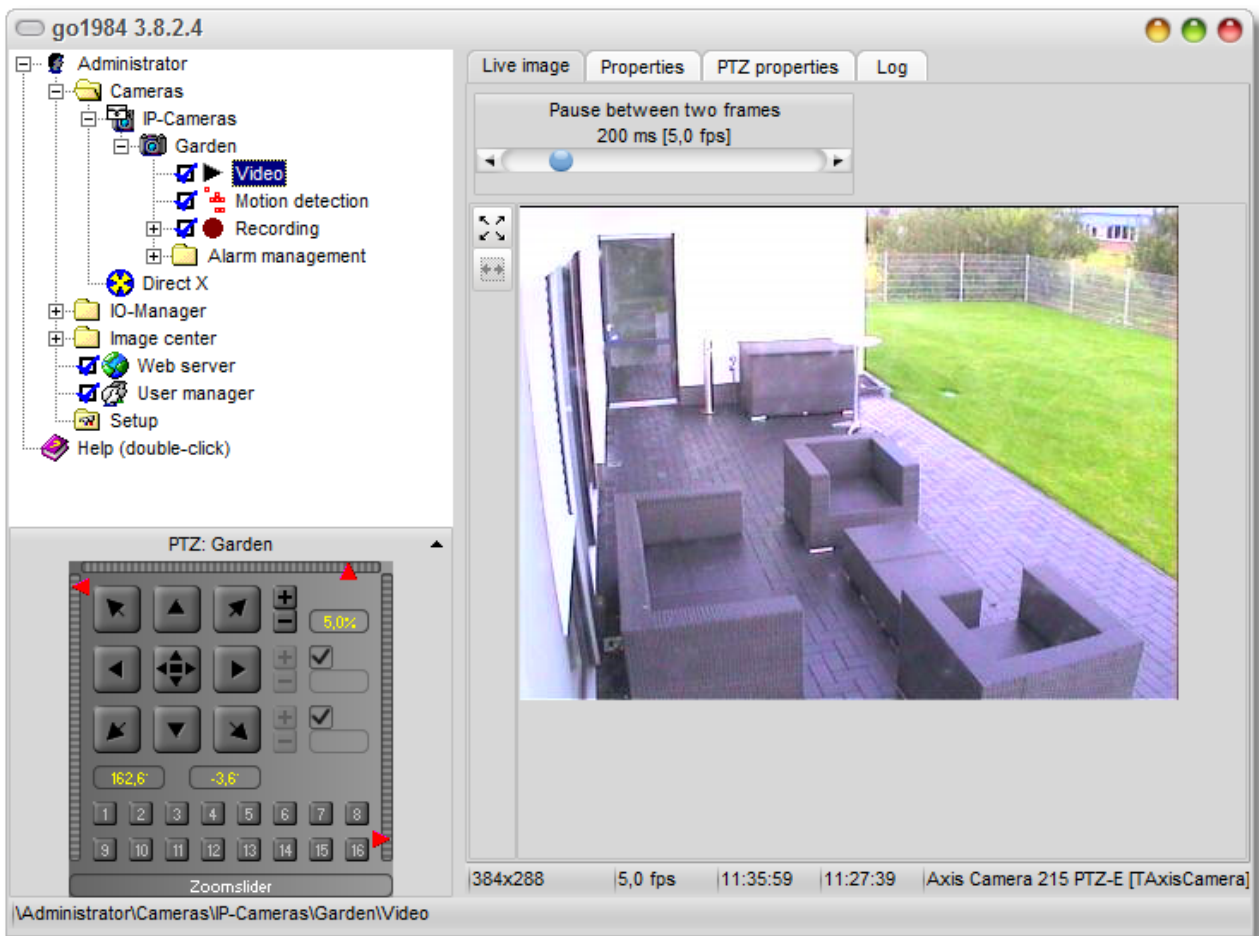 go1984 3.8.2.4
Administrator
Cameras
IP-Cameras
Garden
Video
Motion detection
Recording
Alarm management
Direct X
IO-Manager
Image center
Web server
User manager
Setup
Help (double-click)
PTZ: Garden
5,0%
162,6°
-3,6°
1 2 3 4 5 6 7 8
9 10 11 12 13 14 15 16
Zoomslider
Live image
Properties
PTZ properties
Log
Pause between two frames
200 ms [5,0 fps]
384x288
5,0 fps
11:35:59
11:27:39
Axis Camera 215 PTZ-E [TAxisCamera]
\Administrator\Cameras\IP-Cameras\Garden\Video